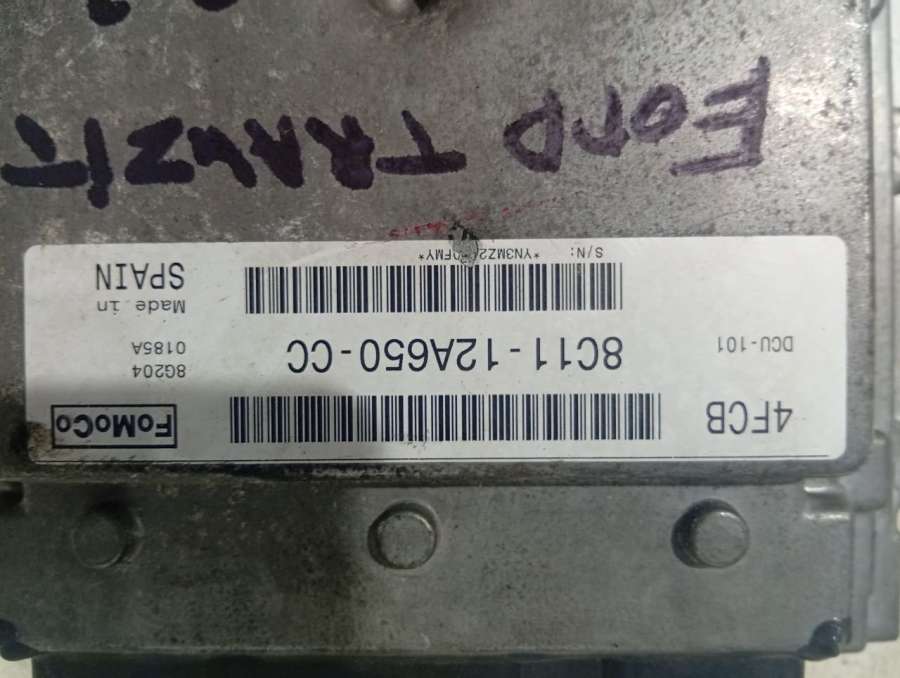 4FCB
FoMoCo
DCU-101
8C11-12A650-CC
8G204
0185A
Made in
SPAIN
S/N:
FORD TRANZIT